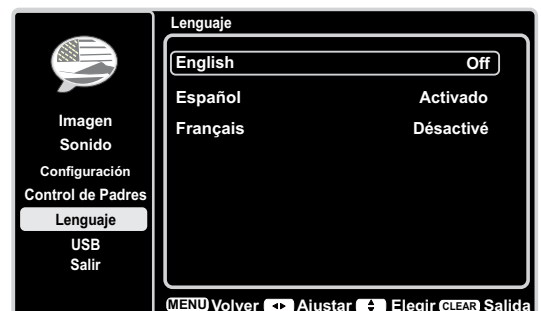 Lenguaje
English Off
Español Activado
Français Désactivé
Imagen
Sonido
Configuración
Control de Padres
Lenguaje
USB
Salir
MENU Volver Ajustar Elegir CLEAR Salida